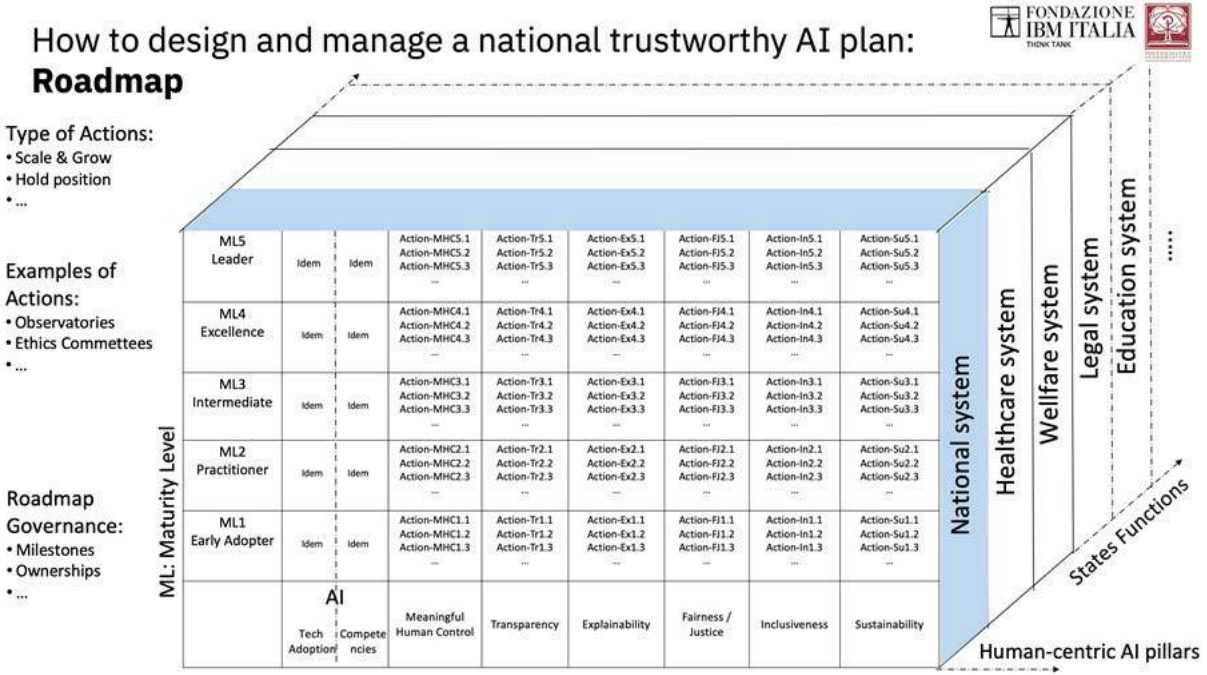 How to design and manage a national trustworthy AI plan:
Roadmap
FONDAZIONE
IBM ITALIA
THINK TANK
Type of Actions:
• Scale & Grow
• Hold position
• ...
Examples of
Actions:
• Observatories
• Ethics Commettees
• ...
Roadmap
Governance:
• Milestones
• Ownerships
• ...
ML: Maturity Level
ML5
Leader
Idem
Idem
Action-MHC5.1
Action-MHC5.2
Action-MHC5.3
...
Action-Tr5.1
Action-Tr5.2
Action-Tr5.3
...
Action-Ex5.1
Action-Ex5.2
Action-Ex5.3
...
Action-FJ5.1
Action-FJ5.2
Action-FJ5.3
...
Action-In5.1
Action-In5.2
Action-In5.3
...
Action-Su5.1
Action-Su5.2
Action-Su5.3
...
ML4
Excellence
Idem
Idem
Action-MHC4.1
Action-MHC4.2
Action-MHC4.3
...
Action-Tr4.1
Action-Tr4.2
Action-Tr4.3
...
Action-Ex4.1
Action-Ex4.2
Action-Ex4.3
...
Action-FJ4.1
Action-FJ4.2
Action-FJ4.3
...
Action-In4.1
Action-In4.2
Action-In4.3
...
Action-Su4.1
Action-Su4.2
Action-Su4.3
...
ML3
Intermediate
Idem
Idem
Action-MHC3.1
Action-MHC3.2
Action-MHC3.3
...
Action-Tr3.1
Action-Tr3.2
Action-Tr3.3
...
Action-Ex3.1
Action-Ex3.2
Action-Ex3.3
...
Action-FJ3.1
Action-FJ3.2
Action-FJ3.3
...
Action-In3.1
Action-In3.2
Action-In3.3
...
Action-Su3.1
Action-Su3.2
Action-Su3.3
...
ML2
Practitioner
Idem
Idem
Action-MHC2.1
Action-MHC2.2
Action-MHC2.3
...
Action-Tr2.1
Action-Tr2.2
Action-Tr2.3
...
Action-Ex2.1
Action-Ex2.2
Action-Ex2.3
...
Action-FJ2.1
Action-FJ2.2
Action-FJ2.3
...
Action-In2.1
Action-In2.2
Action-In2.3
...
Action-Su2.1
Action-Su2.2
Action-Su2.3
...
ML1
Early Adopter
Idem
Idem
Action-MHC1.1
Action-MHC1.2
Action-MHC1.3
...
Action-Tr1.1
Action-Tr1.2
Action-Tr1.3
...
Action-Ex1.1
Action-Ex1.2
Action-Ex1.3
...
Action-FJ1.1
Action-FJ1.2
Action-FJ1.3
...
Action-In1.1
Action-In1.2
Action-In1.3
...
Action-Su1.1
Action-Su1.2
Action-Su1.3
...
AI
Tech
Adoption
Compete
ncies
Meaningful
Human Control
Transparency
Explainability
Fairness /
Justice
Inclusiveness
Sustainability
National system
Healthcare system
Wellfare system
Legal system
Education system
.....
States Functions
Human-centric AI pillars